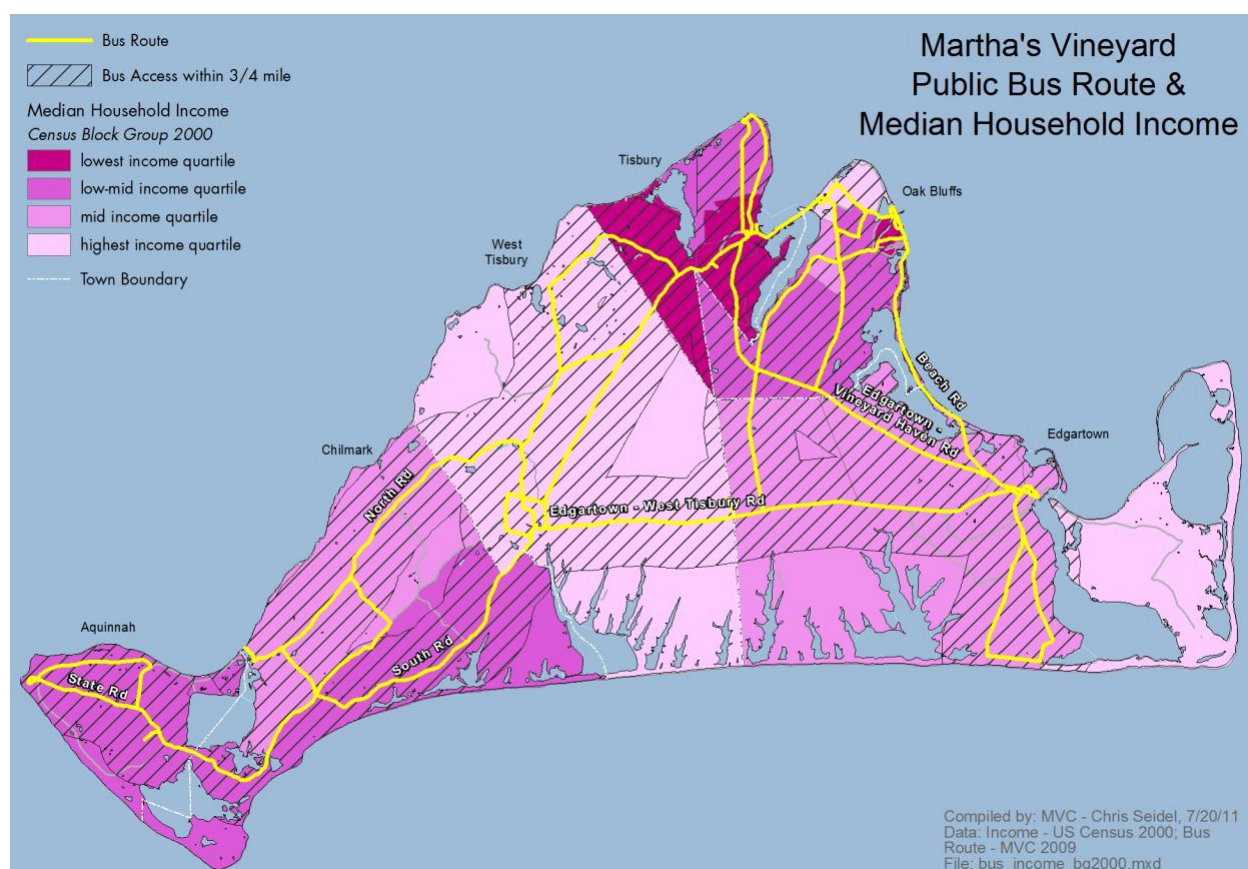 Bus Route
Bus Access within 3/4 mile
Median Household Income
Census Block Group 2000
lowest income quartile
low-mid income quartile
mid income quartile
highest income quartile
Town Boundary
Martha's Vineyard
Public Bus Route &
Median Household Income
Tisbury
Oak Bluffs
West
Tisbury
Beach Rd
Edgartown -
Vineyard Haven Rd
Edgartown
Chilmark
North Rd
Edgartown - West Tisbury Rd
Aquinnah
State Rd
South Rd
Compiled by: MVC - Chris Seidel, 7/20/11
Data: Income - US Census 2000; Bus
Route - MVC 2009
File: bus_income_bg2000.mxd